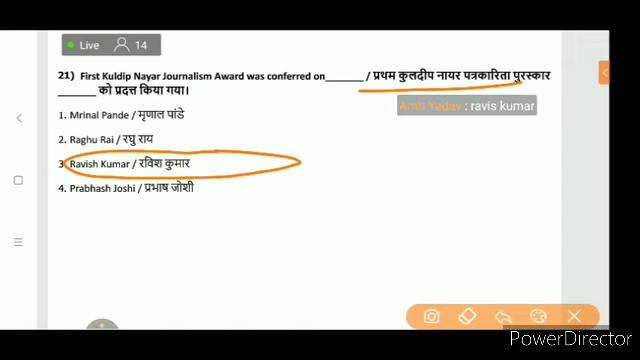 Live 14
21) First Kuldip Nayar Journalism Award was conferred on_______ / प्रथम कुलदीप नायर पत्रकारिता पुरस्कार
_______ को प्रदत्त किया गया।
Amit Yadav : ravis kumar
1. Mrinal Pande / मृणाल पांडे
2. Raghu Rai / रघु राय
3 Ravish Kumar / रविश कुमार
4. Prabhash Joshi / प्रभाष जोशी
PowerDirector